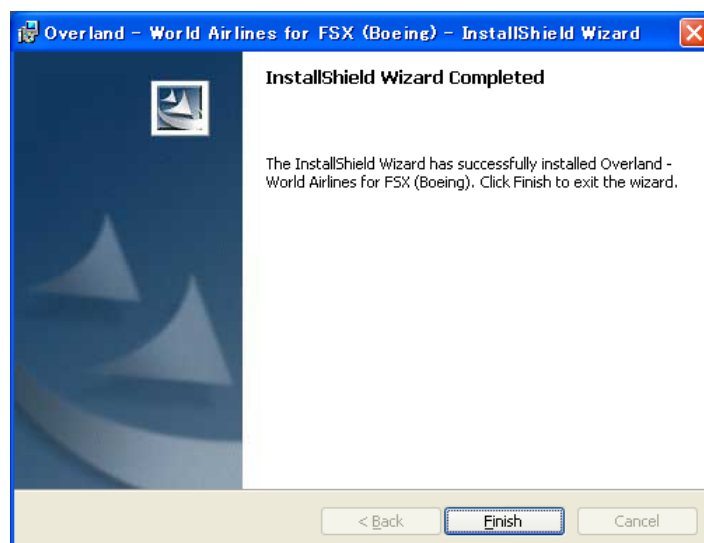 Overland - World Airlines for FSX (Boeing) - InstallShield Wizard
InstallShield Wizard Completed
The InstallShield Wizard has successfully installed Overland -
World Airlines for FSX (Boeing). Click Finish to exit the wizard.
< Back
Finish
Cancel